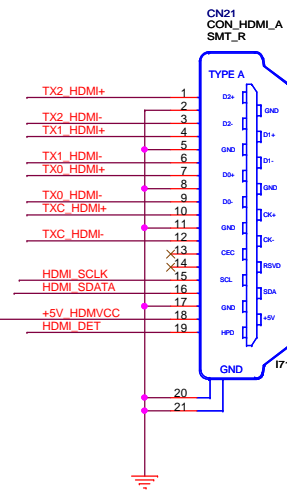 CN21
CON_HDMI_A
SMT_R
TYPE A
TX2_HDMI+ 1 D2+
2 GND
TX2_HDMI- 3 D2-
TX1_HDMI+ 4 D1+
5 GND
TX1_HDMI- 6 D1-
TX0_HDMI+ 7 D0+
8 GND
TX0_HDMI- 9 D0-
TXC_HDMI+ 10 CK+
11 GND
TXC_HDMI- 12 CK-
13 CEC
14 RSVD
HDMI_SCLK 15 SCL
HDMI_SDATA 16 SDA
17 GND
+5V_HDMVCC 18 +5V
HDMI_DET 19 HPD
GND
20
21